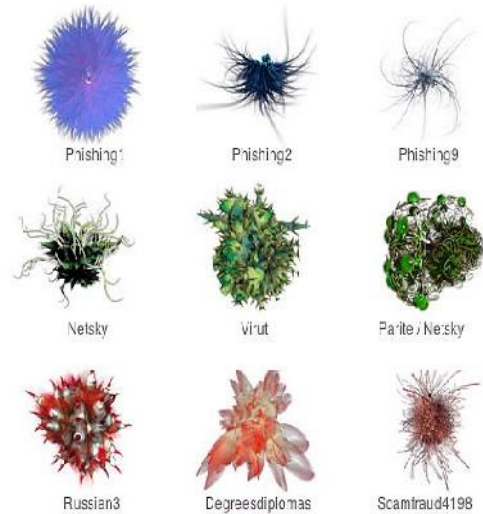 Phishing1
Phishing2
Phishing9
Netsky
Virut
Parite / Netsky
Russian3
Degreesdiplomas
Scamfraud4198